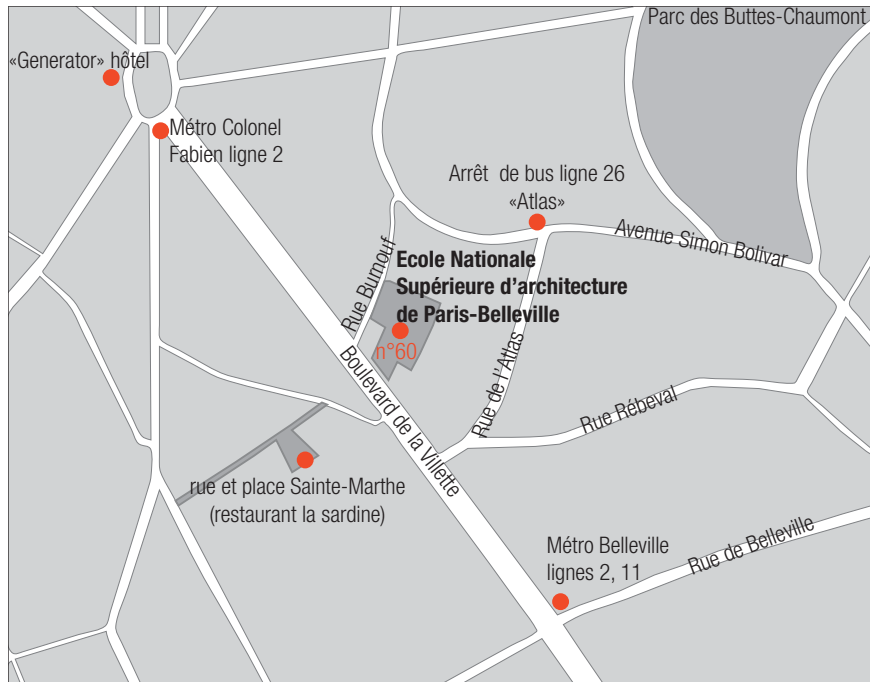 Parc des Buttes-Chaumont
«Generator» hôtel
Métro Colonel
Fabien ligne 2
Arrêt de bus ligne 26
«Atlas»
Avenue Simon Bolivar
Rue Burnouf
Ecole Nationale
Supérieure d'architecture
de Paris-Belleville
n°60
Boulevard de la Villette
Rue de l'Atlas
Rue Rébeval
rue et place Sainte-Marthe
(restaurant la sardine)
Métro Belleville
lignes 2, 11
Rue de Belleville